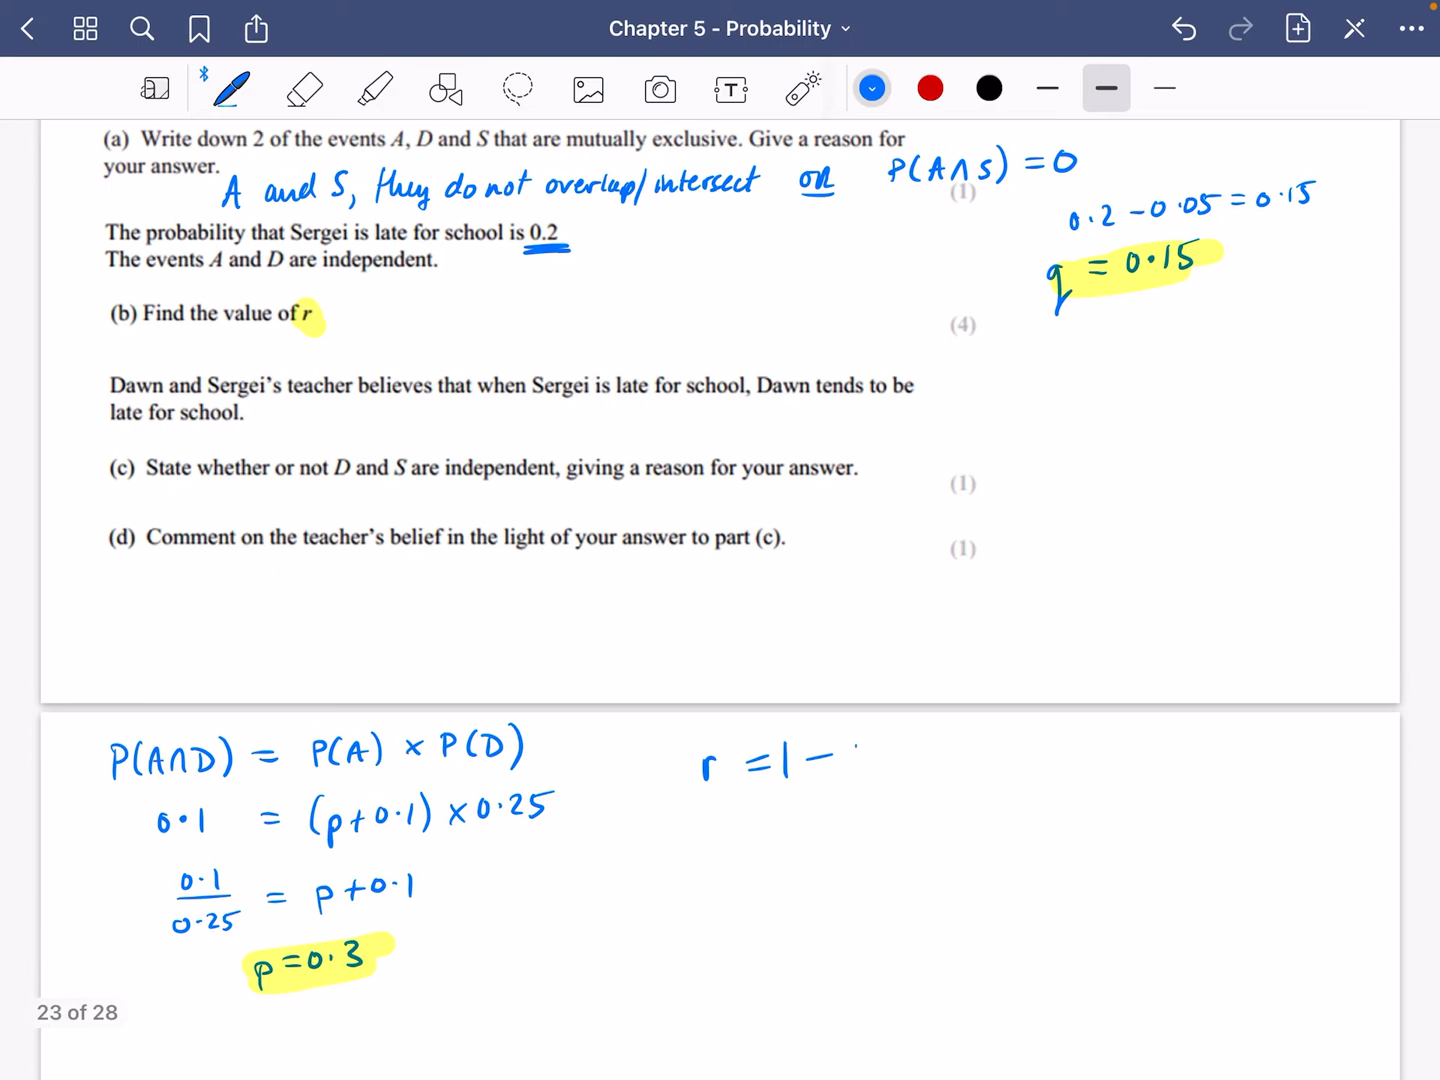 Chapter 5 - Probability
(a) Write down 2 of the events A, D and S that are mutually exclusive. Give a reason for
your answer.
A and S, they do not overlap/intersect or P(A∩S) = 0
(1)
0.2 - 0.05 = 0.15
The probability that Sergei is late for school is 0.2
The events A and D are independent.
q = 0.15
(b) Find the value of r
(4)
Dawn and Sergei's teacher believes that when Sergei is late for school, Dawn tends to be
late for school.
(c) State whether or not D and S are independent, giving a reason for your answer.
(1)
(d) Comment on the teacher's belief in the light of your answer to part (c).
(1)
P(A∩D) = P(A) × P(D)
0.1 = (p+0.1) × 0.25
0.1/0.25 = p+0.1
p = 0.3
r = 1 -
23 of 28